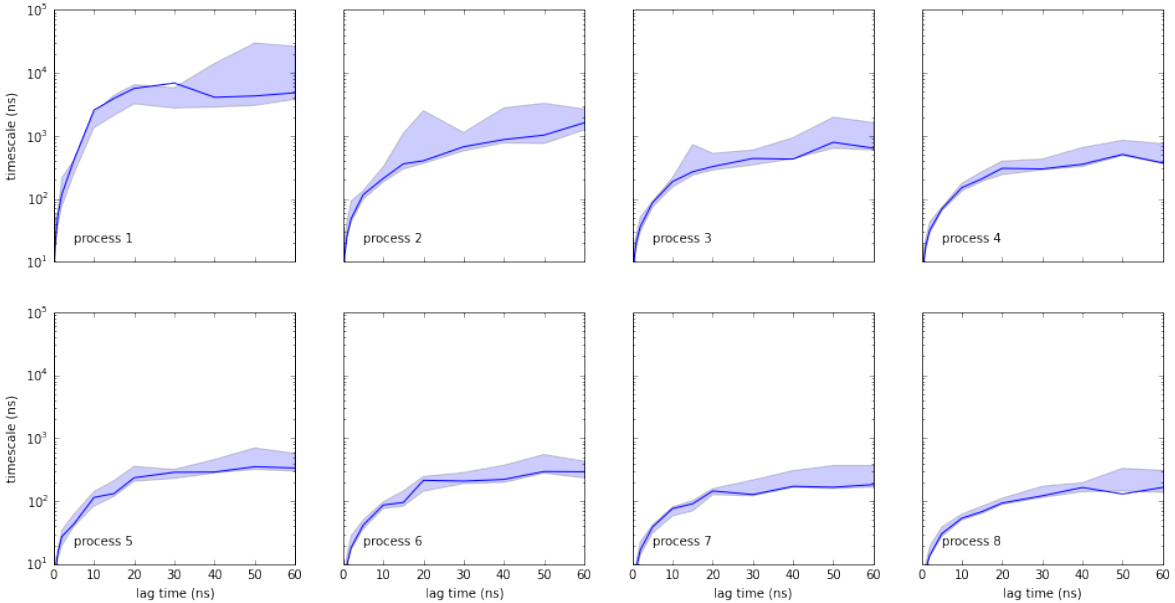 10^5
10^4
10^3
10^2
10^1
timescale (ns)
process 1
process 2
process 3
process 4
10^5
10^4
10^3
10^2
10^1
timescale (ns)
process 5
process 6
process 7
process 8
0 10 20 30 40 50 60
0 10 20 30 40 50 60
0 10 20 30 40 50 60
0 10 20 30 40 50 60
lag time (ns)
lag time (ns)
lag time (ns)
lag time (ns)